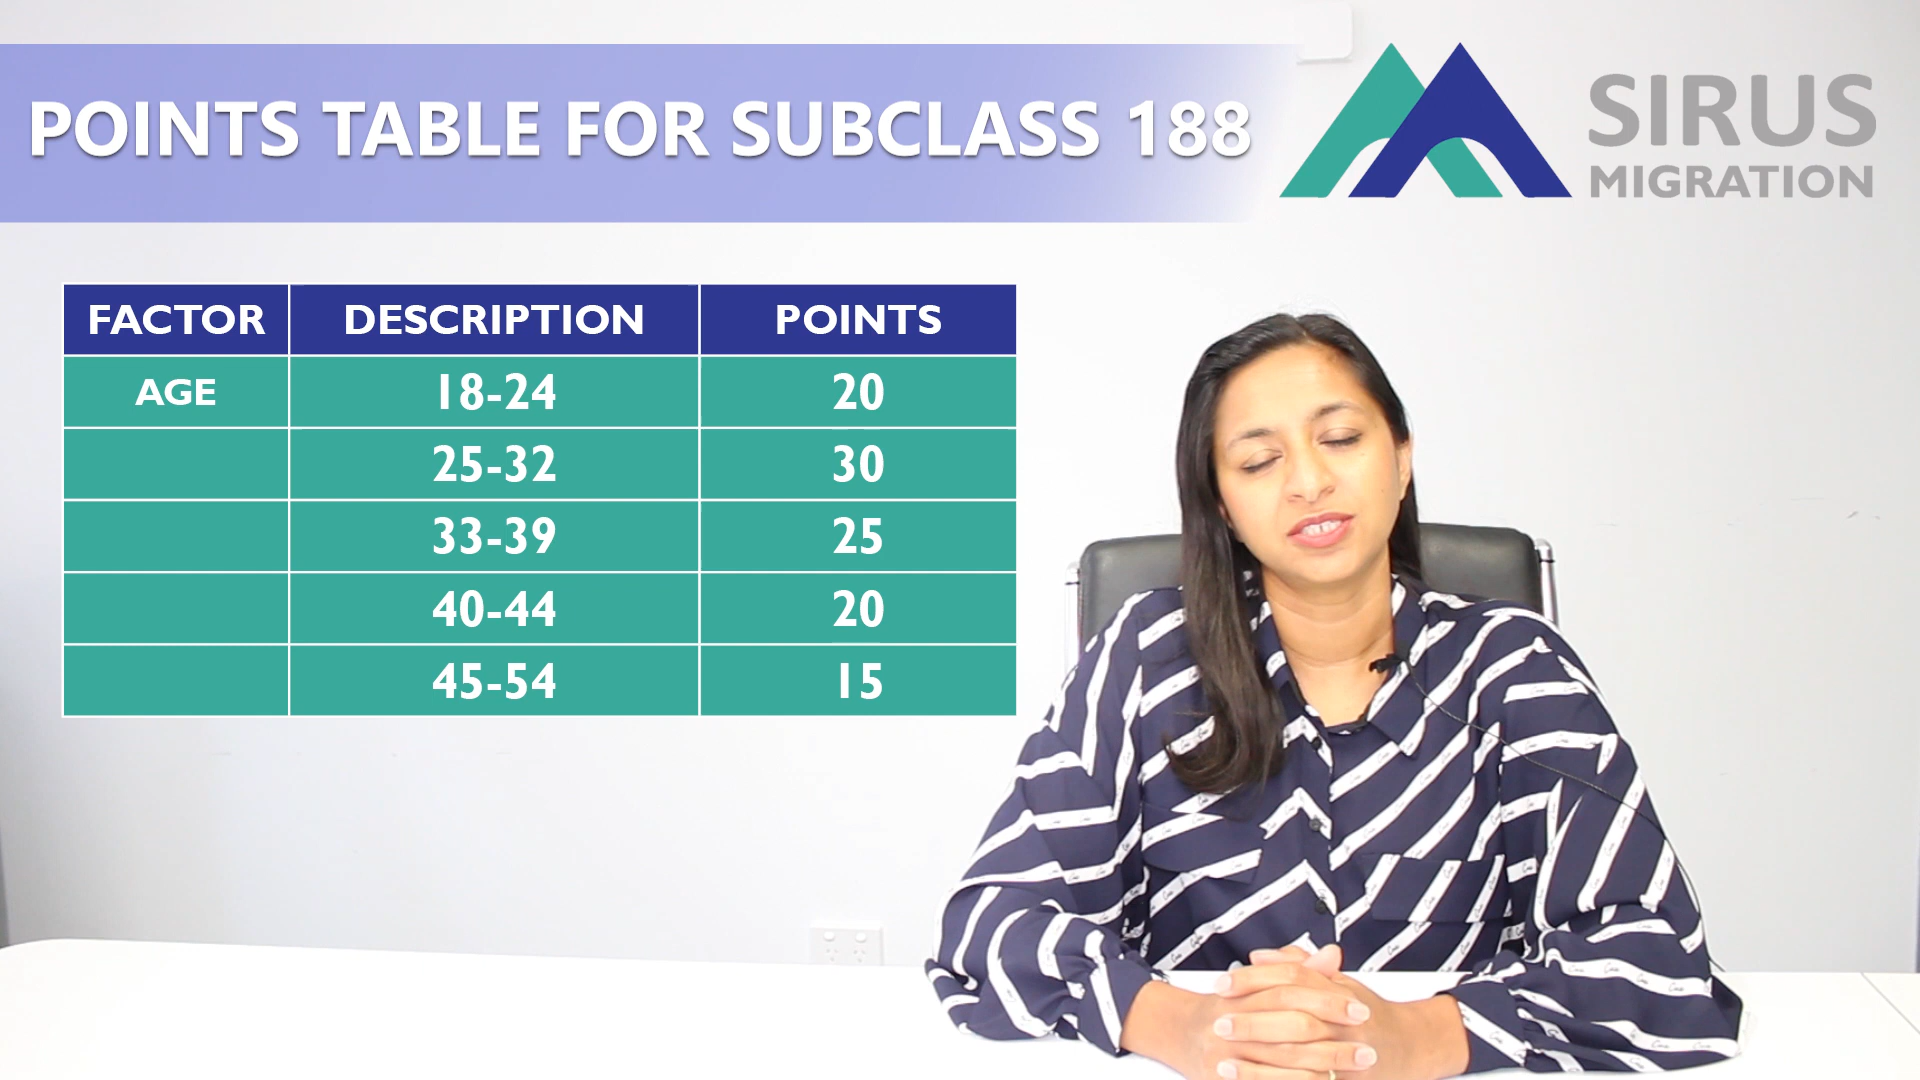 POINTS TABLE FOR SUBCLASS 188
SIRUS
MIGRATION
FACTOR DESCRIPTION POINTS
AGE 18-24 20
25-32 30
33-39 25
40-44 20
45-54 15